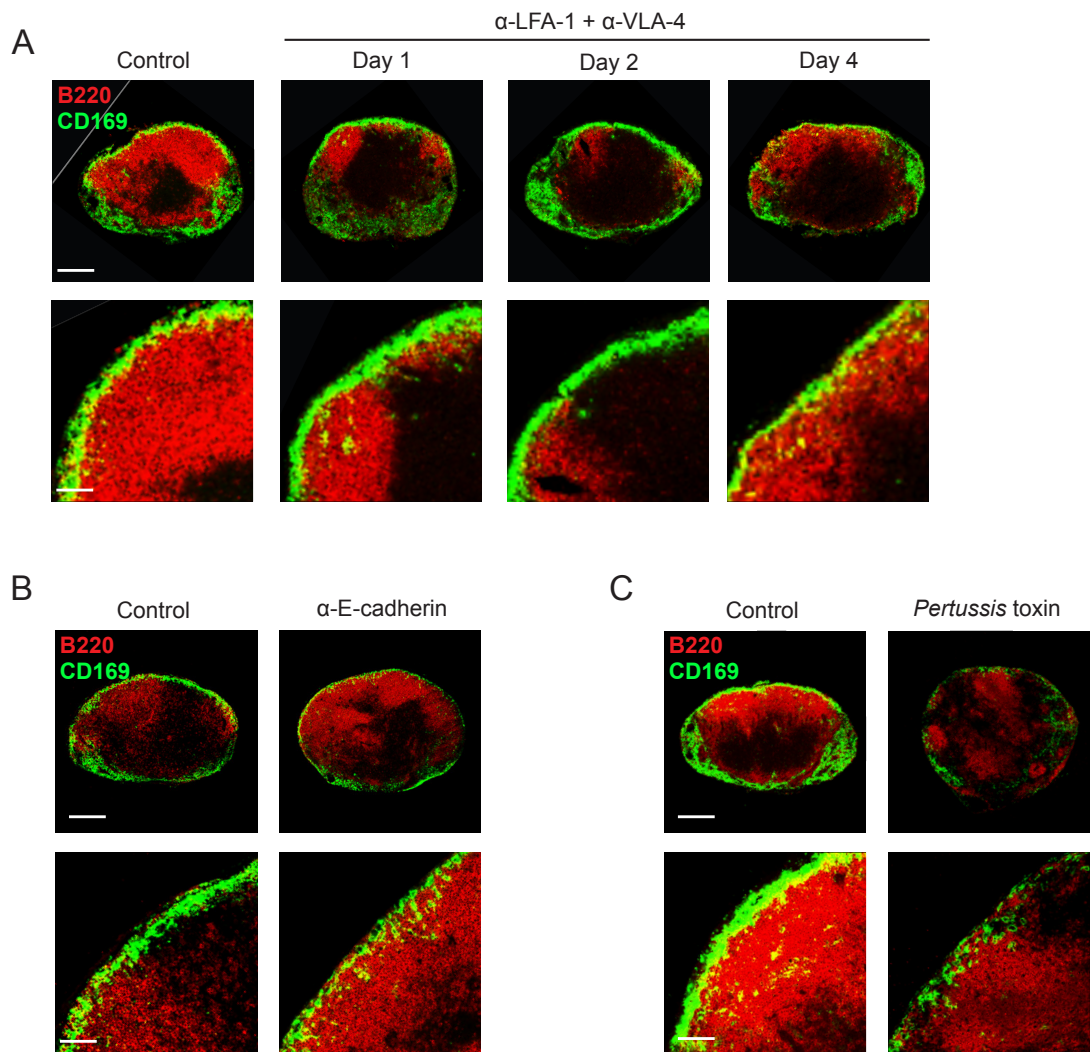 A
α-LFA-1 + α-VLA-4
Control
Day 1
Day 2
Day 4
B220
CD169
B
Control
α-E-cadherin
B220
CD169
C
Control
Pertussis toxin
B220
CD169